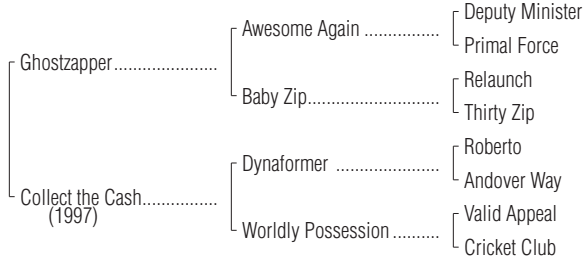 Deputy Minister
Awesome Again ................
Primal Force
Ghostzapper......................
Relaunch
Baby Zip............................
Thirty Zip
Roberto
Dynaformer ......................
Andover Way
Collect the Cash................
(1997)
Valid Appeal
Worldly Possession ..........
Cricket Club